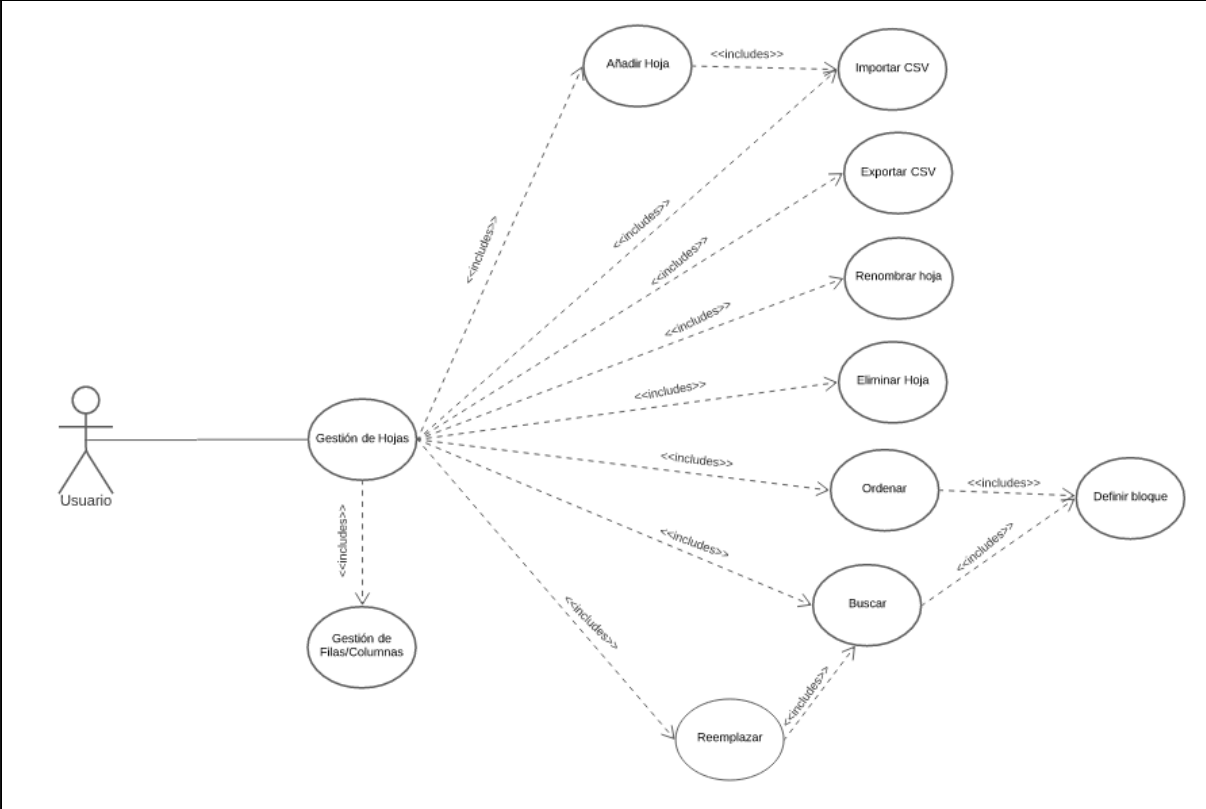 Añadir Hoja
<<includes>>
Importar CSV
Exportar CSV
<<includes>>
<<includes>>
<<includes>>
Renombrar hoja
<<includes>>
Eliminar Hoja
<<includes>>
Gestión de Hojas
Usuario
<<includes>>
Ordenar
<<includes>>
Definir bloque
<<includes>>
<<includes>>
<<includes>>
Buscar
<<includes>>
Gestión de
Filas/Columnas
<<includes>>
Reemplazar